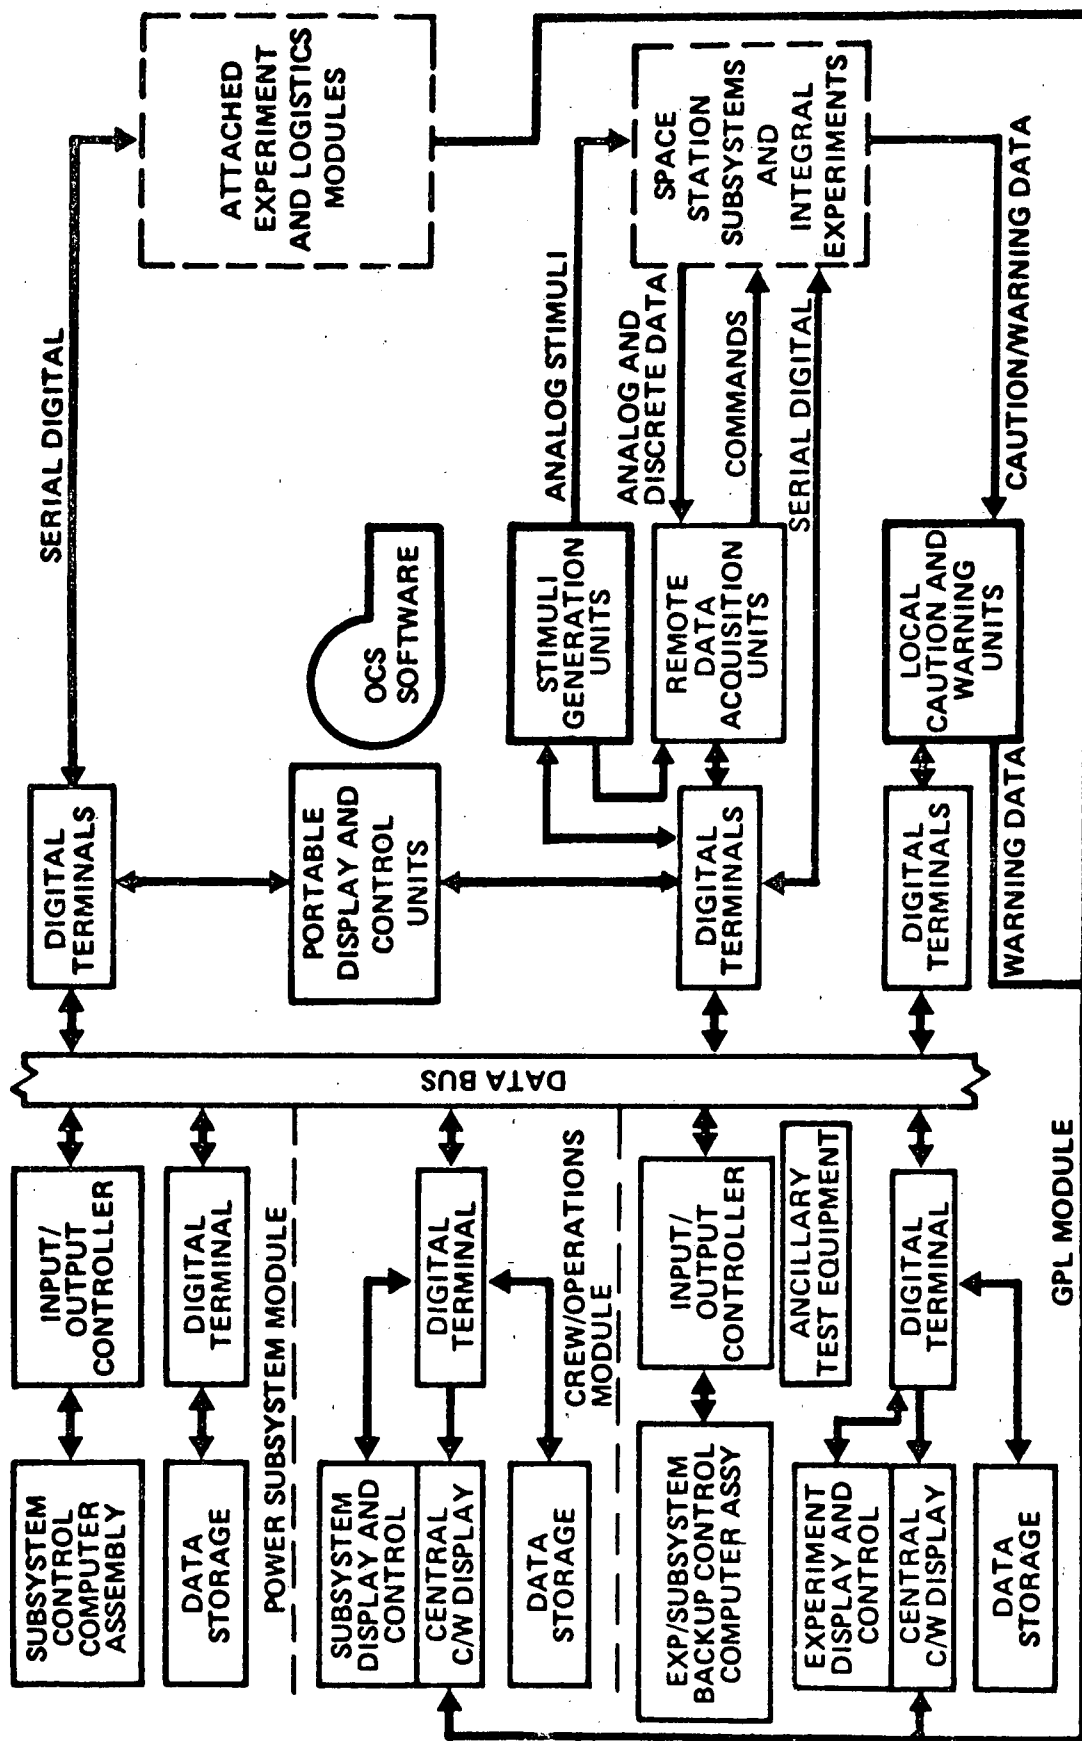 SUBSYSTEM
CONTROL
COMPUTER
ASSEMBLY
INPUT/
OUTPUT
CONTROLLER
DATA
STORAGE
DIGITAL
TERMINAL
POWER SUBSYSTEM MODULE
SUBSYSTEM
DISPLAY AND
CONTROL
CENTRAL
C/W DISPLAY
DIGITAL
TERMINAL
DATA
STORAGE
CREW/OPERATIONS
MODULE
EXP/SUBSYSTEM
BACKUP CONTROL
COMPUTER ASSY
INPUT/
OUTPUT
CONTROLLER
ANCILLARY
TEST EQUIPMENT
EXPERIMENT
DISPLAY AND
CONTROL
CENTRAL
C/W DISPLAY
DIGITAL
TERMINAL
DATA
STORAGE
GPL MODULE
DATA BUS
DIGITAL
TERMINALS
SERIAL DIGITAL
ATTACHED
EXPERIMENT
AND LOGISTICS
MODULES
PORTABLE
DISPLAY AND
CONTROL
UNITS
OCS
SOFTWARE
STIMULI
GENERATION
UNITS
ANALOG STIMULI
REMOTE
DATA
ACQUISITION
UNITS
ANALOG AND
DISCRETE DATA
COMMANDS
SERIAL DIGITAL
SPACE
STATION
SUBSYSTEMS
AND
INTEGRAL
EXPERIMENTS
DIGITAL
TERMINALS
DIGITAL
TERMINALS
LOCAL
CAUTION AND
WARNING
UNITS
CAUTION/WARNING DATA
WARNING DATA